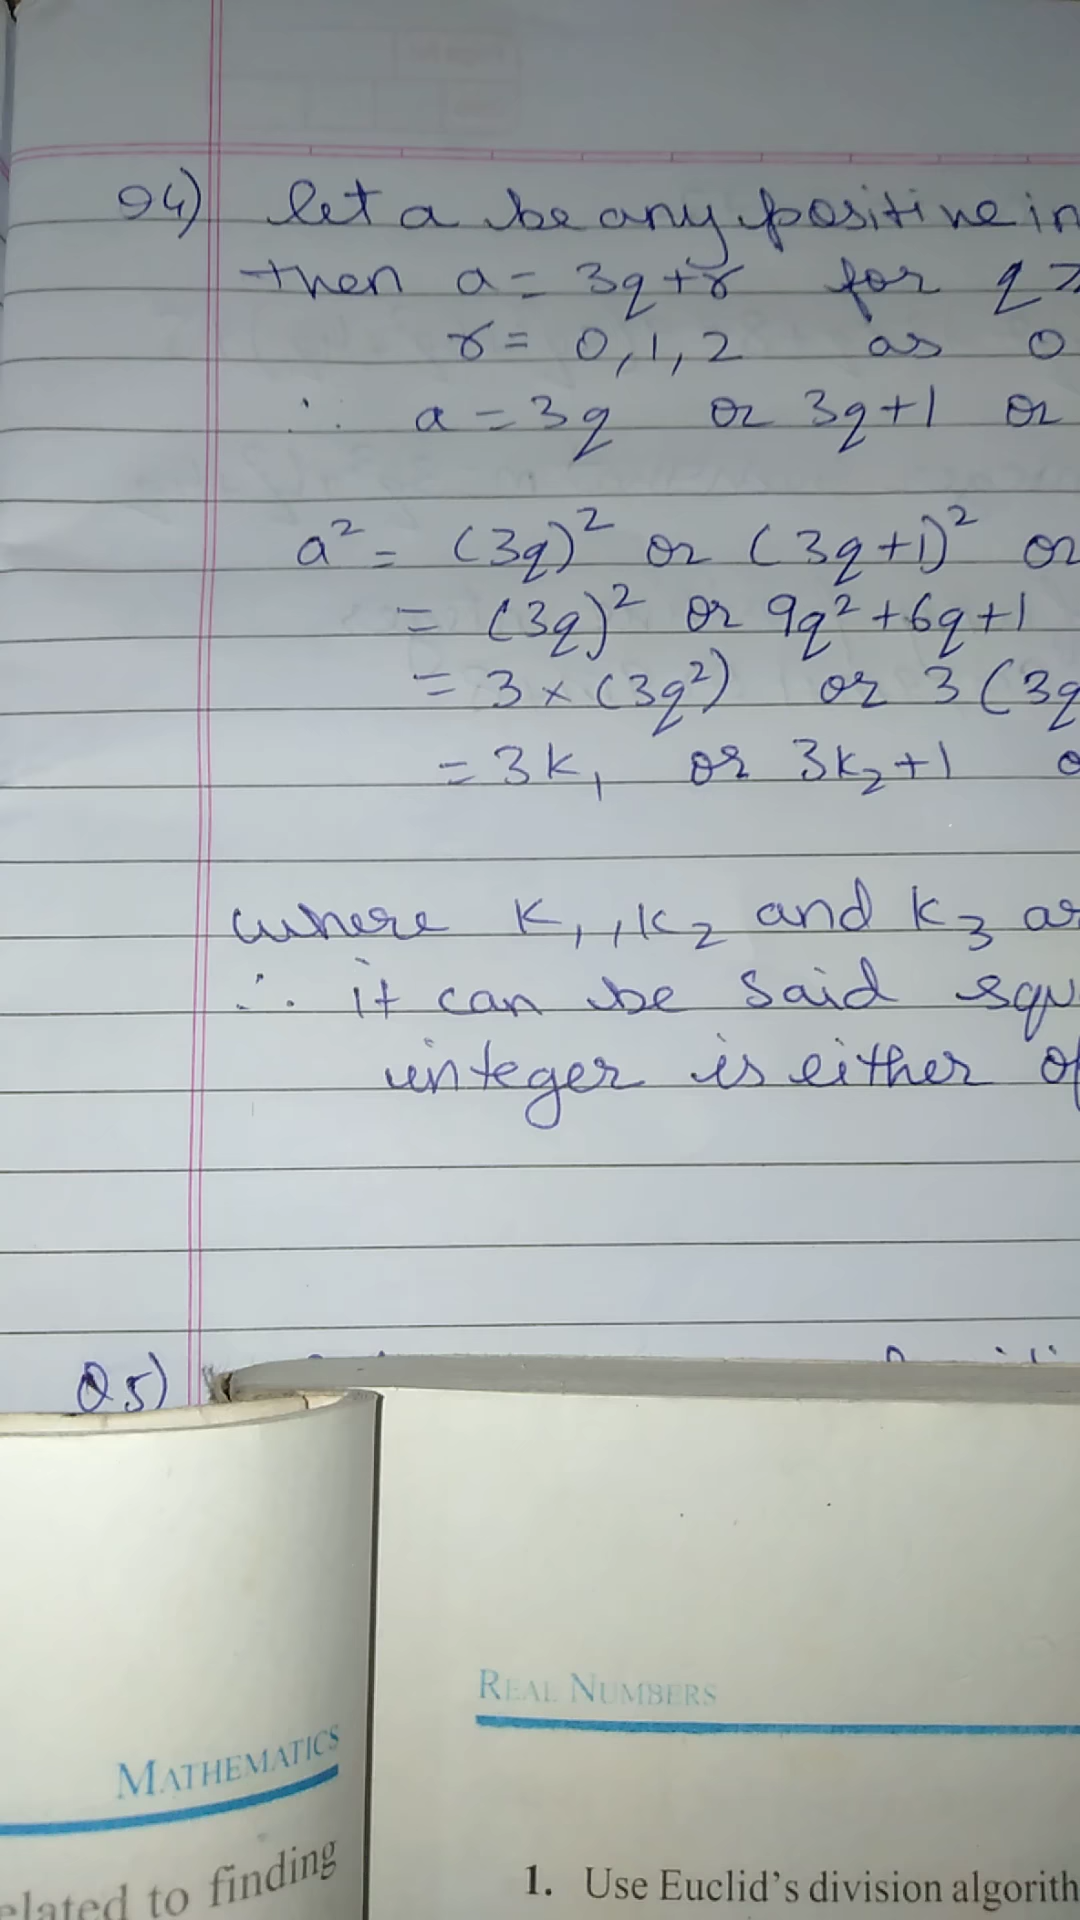 Q4) let a be any positive in
then a = 3q+r for q ≥
r = 0, 1, 2 as 0
∴ a = 3q or 3q+1 or
a² = (3q)² or (3q+1)² or
= (3q)² or 9q²+6q+1
= 3 × (3q²) or 3 (3q
= 3k₁ or 3k₂+1 o
where k₁, k₂ and k₃ ar
∴ it can be said squ
integer is either of
Q5)
MATHEMATICS
elated to finding
REAL NUMBERS
1. Use Euclid's division algorith